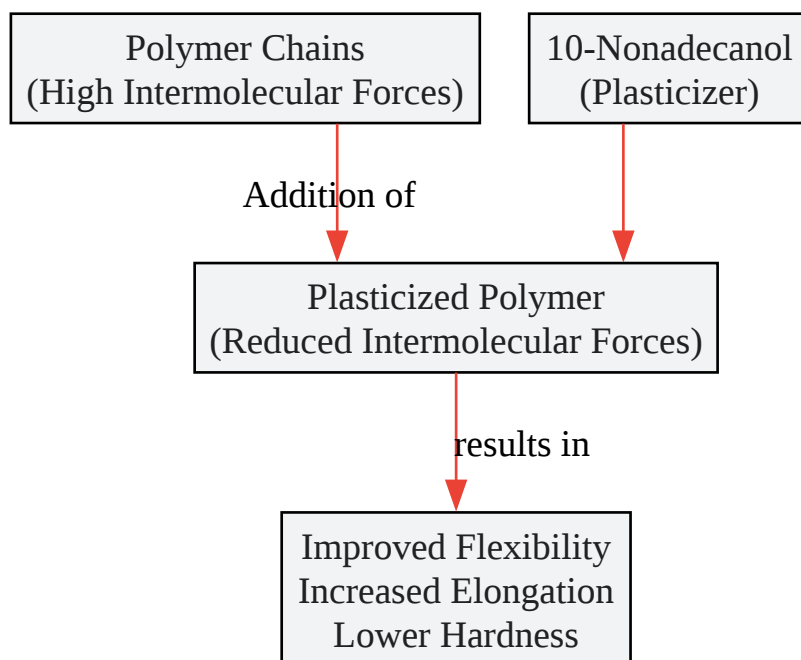 Polymer Chains
(High Intermolecular Forces)
10-Nonadecanol
(Plasticizer)
Addition of
Plasticized Polymer
(Reduced Intermolecular Forces)
results in
Improved Flexibility
Increased Elongation
Lower Hardness